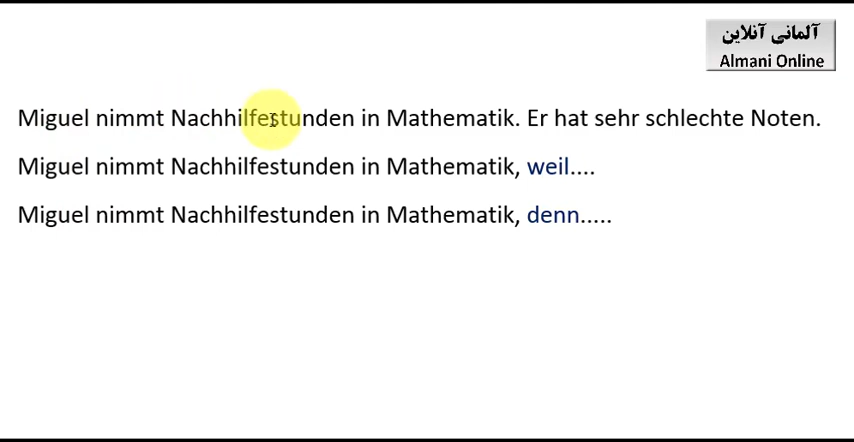 آلمانی آنلاین
Almani Online
Miguel nimmt Nachhilfestunden in Mathematik. Er hat sehr schlechte Noten.
Miguel nimmt Nachhilfestunden in Mathematik, weil....
Miguel nimmt Nachhilfestunden in Mathematik, denn.....